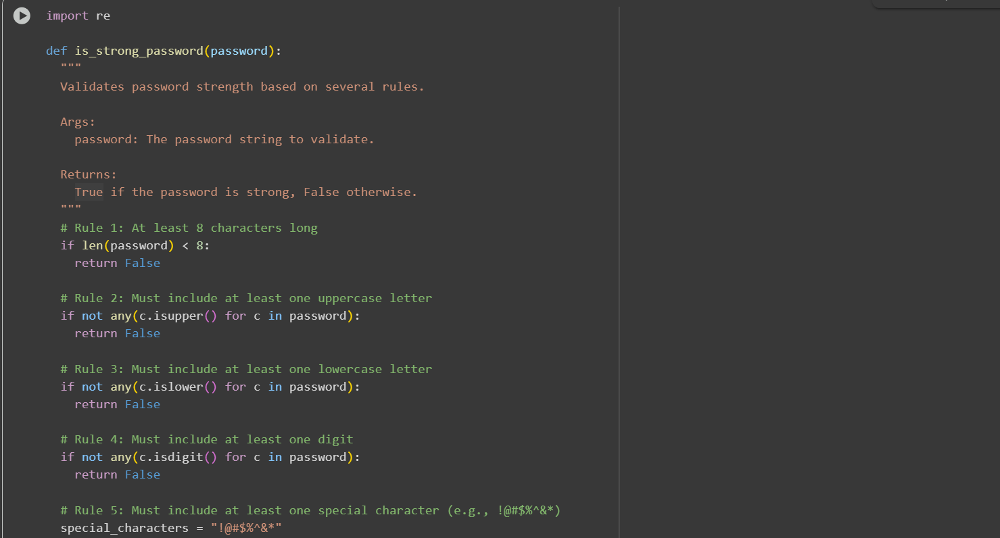 import re
def is_strong_password(password):
"""
Validates password strength based on several rules.
Args:
password: The password string to validate.
Returns:
True if the password is strong, False otherwise.
"""
# Rule 1: At least 8 characters long
if len(password) < 8:
return False
# Rule 2: Must include at least one uppercase letter
if not any(c.isupper() for c in password):
return False
# Rule 3: Must include at least one lowercase letter
if not any(c.islower() for c in password):
return False
# Rule 4: Must include at least one digit
if not any(c.isdigit() for c in password):
return False
# Rule 5: Must include at least one special character (e.g., !@#$%^&*)
special_characters = "!@#$%^&*"